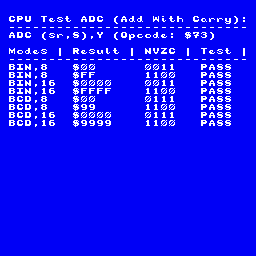 CPU Test ADC (Add With Carry):
ADC (sr,S),Y (Opcode: $73)
Modes | Result | NVZC | Test |
BIN,8 $00 0011 PASS
BIN,8 $FF 1100 PASS
BIN,16 $0000 0011 PASS
BIN,16 $FFFF 1100 PASS
BCD,8 $00 0111 PASS
BCD,8 $99 1100 PASS
BCD,16 $0000 0111 PASS
BCD,16 $9999 1100 PASS